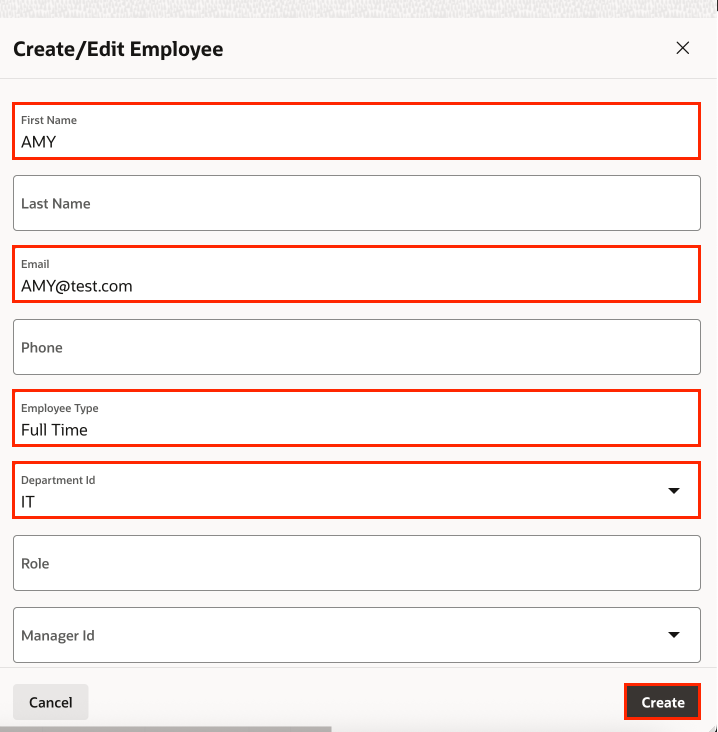 Create/Edit Employee
First Name
AMY
Last Name
Email
AMY@test.com
Phone
Employee Type
Full Time
Department Id
IT
Role
Manager Id
Cancel
Create